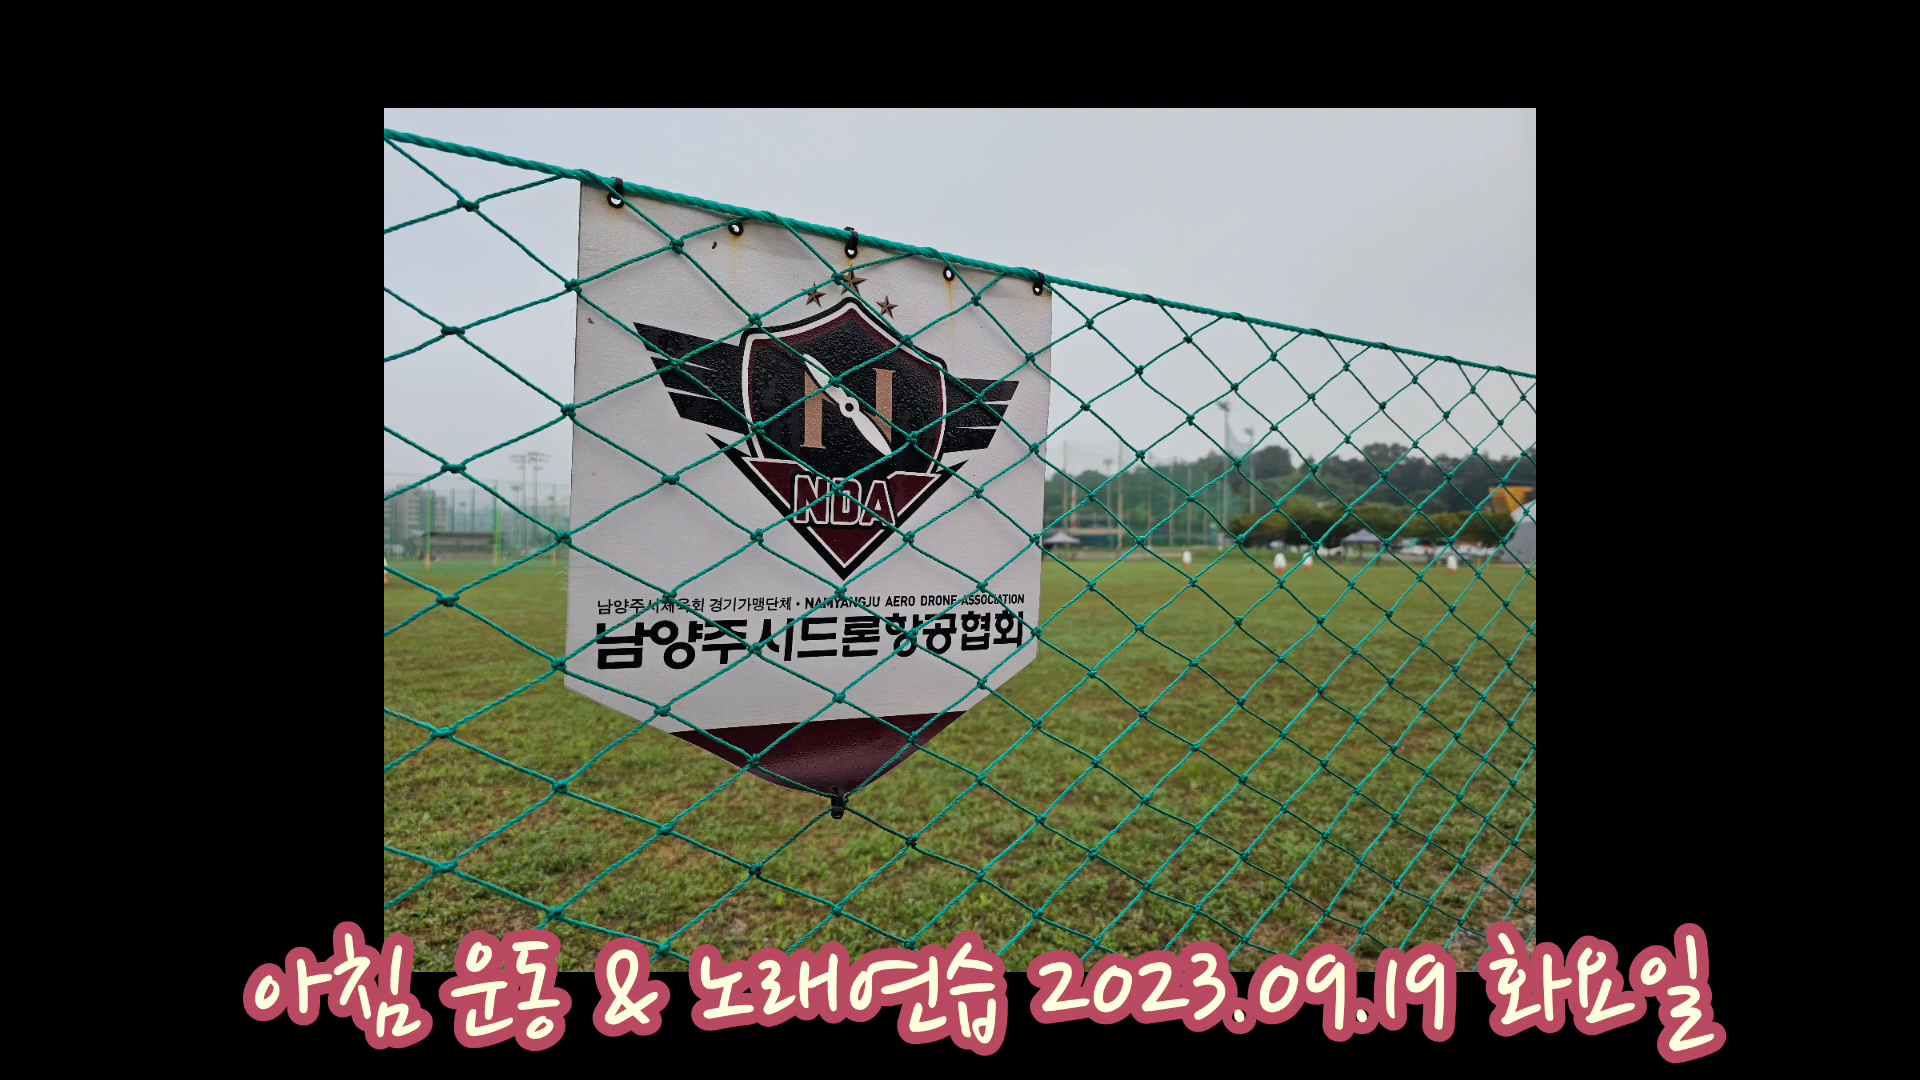 N
NDA
남양주시체육회 경기가맹단체 • NAMYANGJU AERO DRONE ASSOCIATION
남양주시드론항공협회
아침 운동 & 노래연습 2023.09.19 화요일